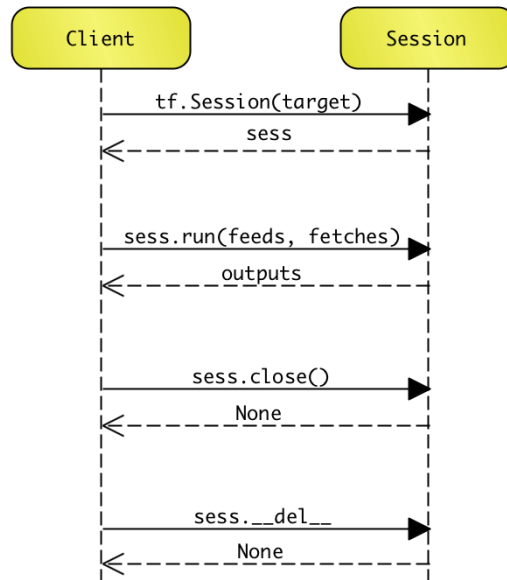 Client
Session
tf.Session(target)
sess
sess.run(feeds, fetches)
outputs
sess.close()
None
sess.__del__
None